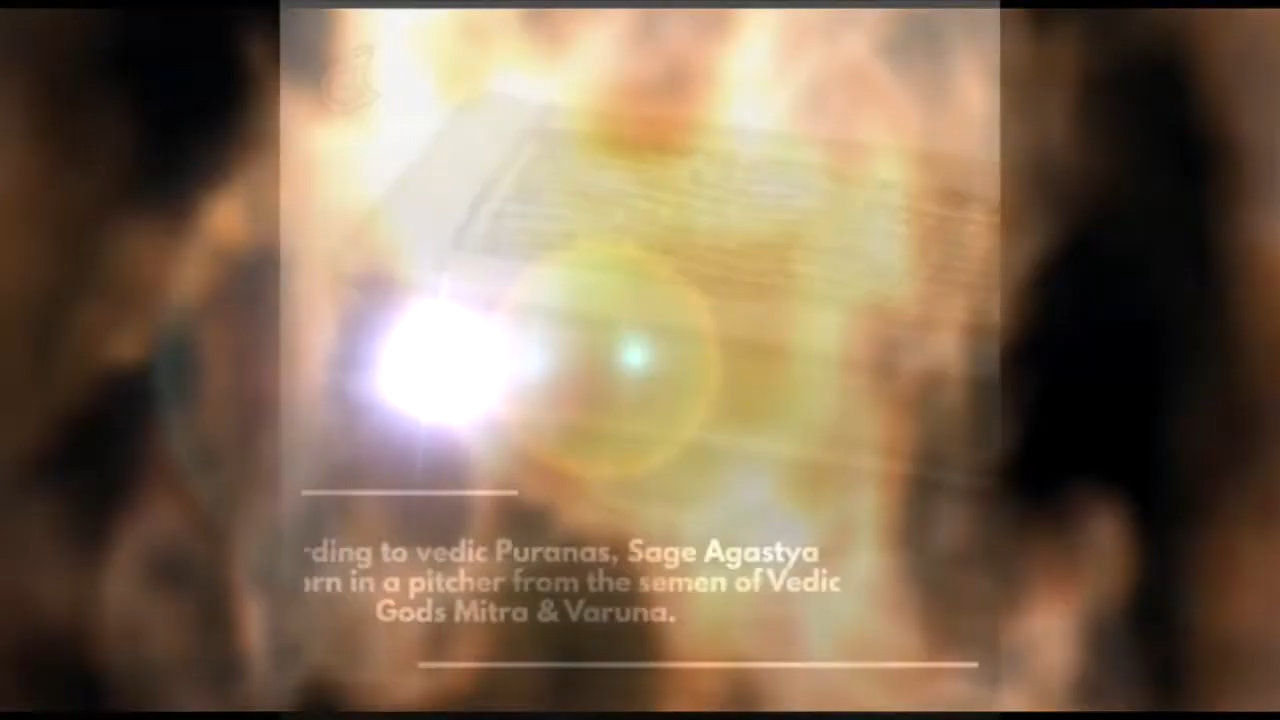 rding to vedic Puranas, Sage Agastya
rn in a pitcher from the semen of Vedic
Gods Mitra & Varuna.